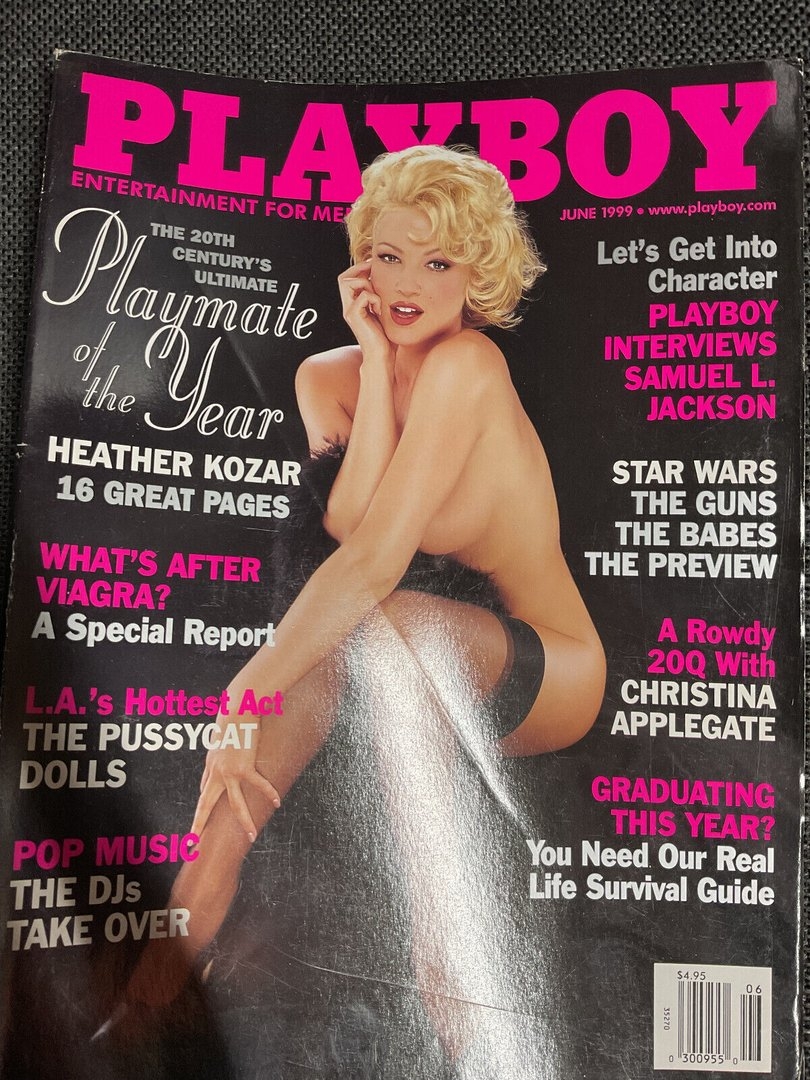 PLAYBOY
ENTERTAINMENT FOR ME
JUNE 1999 • www.playboy.com
THE 20TH
CENTURY'S
ULTIMATE
Playmate
of
the Year
HEATHER KOZAR
16 GREAT PAGES
WHAT'S AFTER
VIAGRA?
A Special Report
L.A.'s Hottest Act
THE PUSSYCAT
DOLLS
POP MUSIC
THE DJs
TAKE OVER
Let's Get Into
Character
PLAYBOY
INTERVIEWS
SAMUEL L.
JACKSON
STAR WARS
THE GUNS
THE BABES
THE PREVIEW
A Rowdy
20Q With
CHRISTINA
APPLEGATE
GRADUATING
THIS YEAR?
You Need Our Real
Life Survival Guide
$4.95
06
35270
0 300955 0